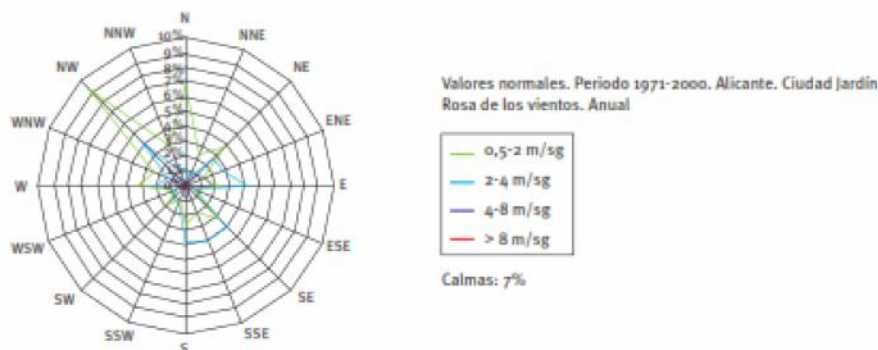 N
NNW
NNE
10%
9%
8%
7%
6%
5%
4%
NW
NE
WNW
ENE
W
E
WSW
ESE
SW
SE
SSW
SSE
S
Valores normales. Periodo 1971-2000. Alicante. Ciudad Jardín
Rosa de los vientos. Anual
0,5-2 m/sg
2-4 m/sg
4-8 m/sg
> 8 m/sg
Calmas: 7%